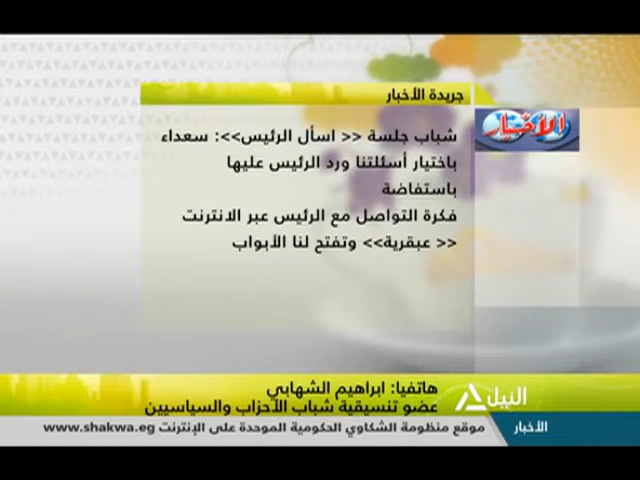 جريدة الأخبار
الأخبار
شباب جلسة << اسأل الرئيس>>: سعداء
باختيار أسئلتنا ورد الرئيس عليها
باستفاضة
فكرة التواصل مع الرئيس عبر الانترنت
<< عبقرية>> وتفتح لنا الأبواب
هاتفيا: ابراهيم الشهابي
عضو تنسيقية شباب الأحزاب والسياسيين
النيل
الأخبار
موقع منظومة الشكاوي الحكومية الموحدة على الإنترنت www.shakwa.eg